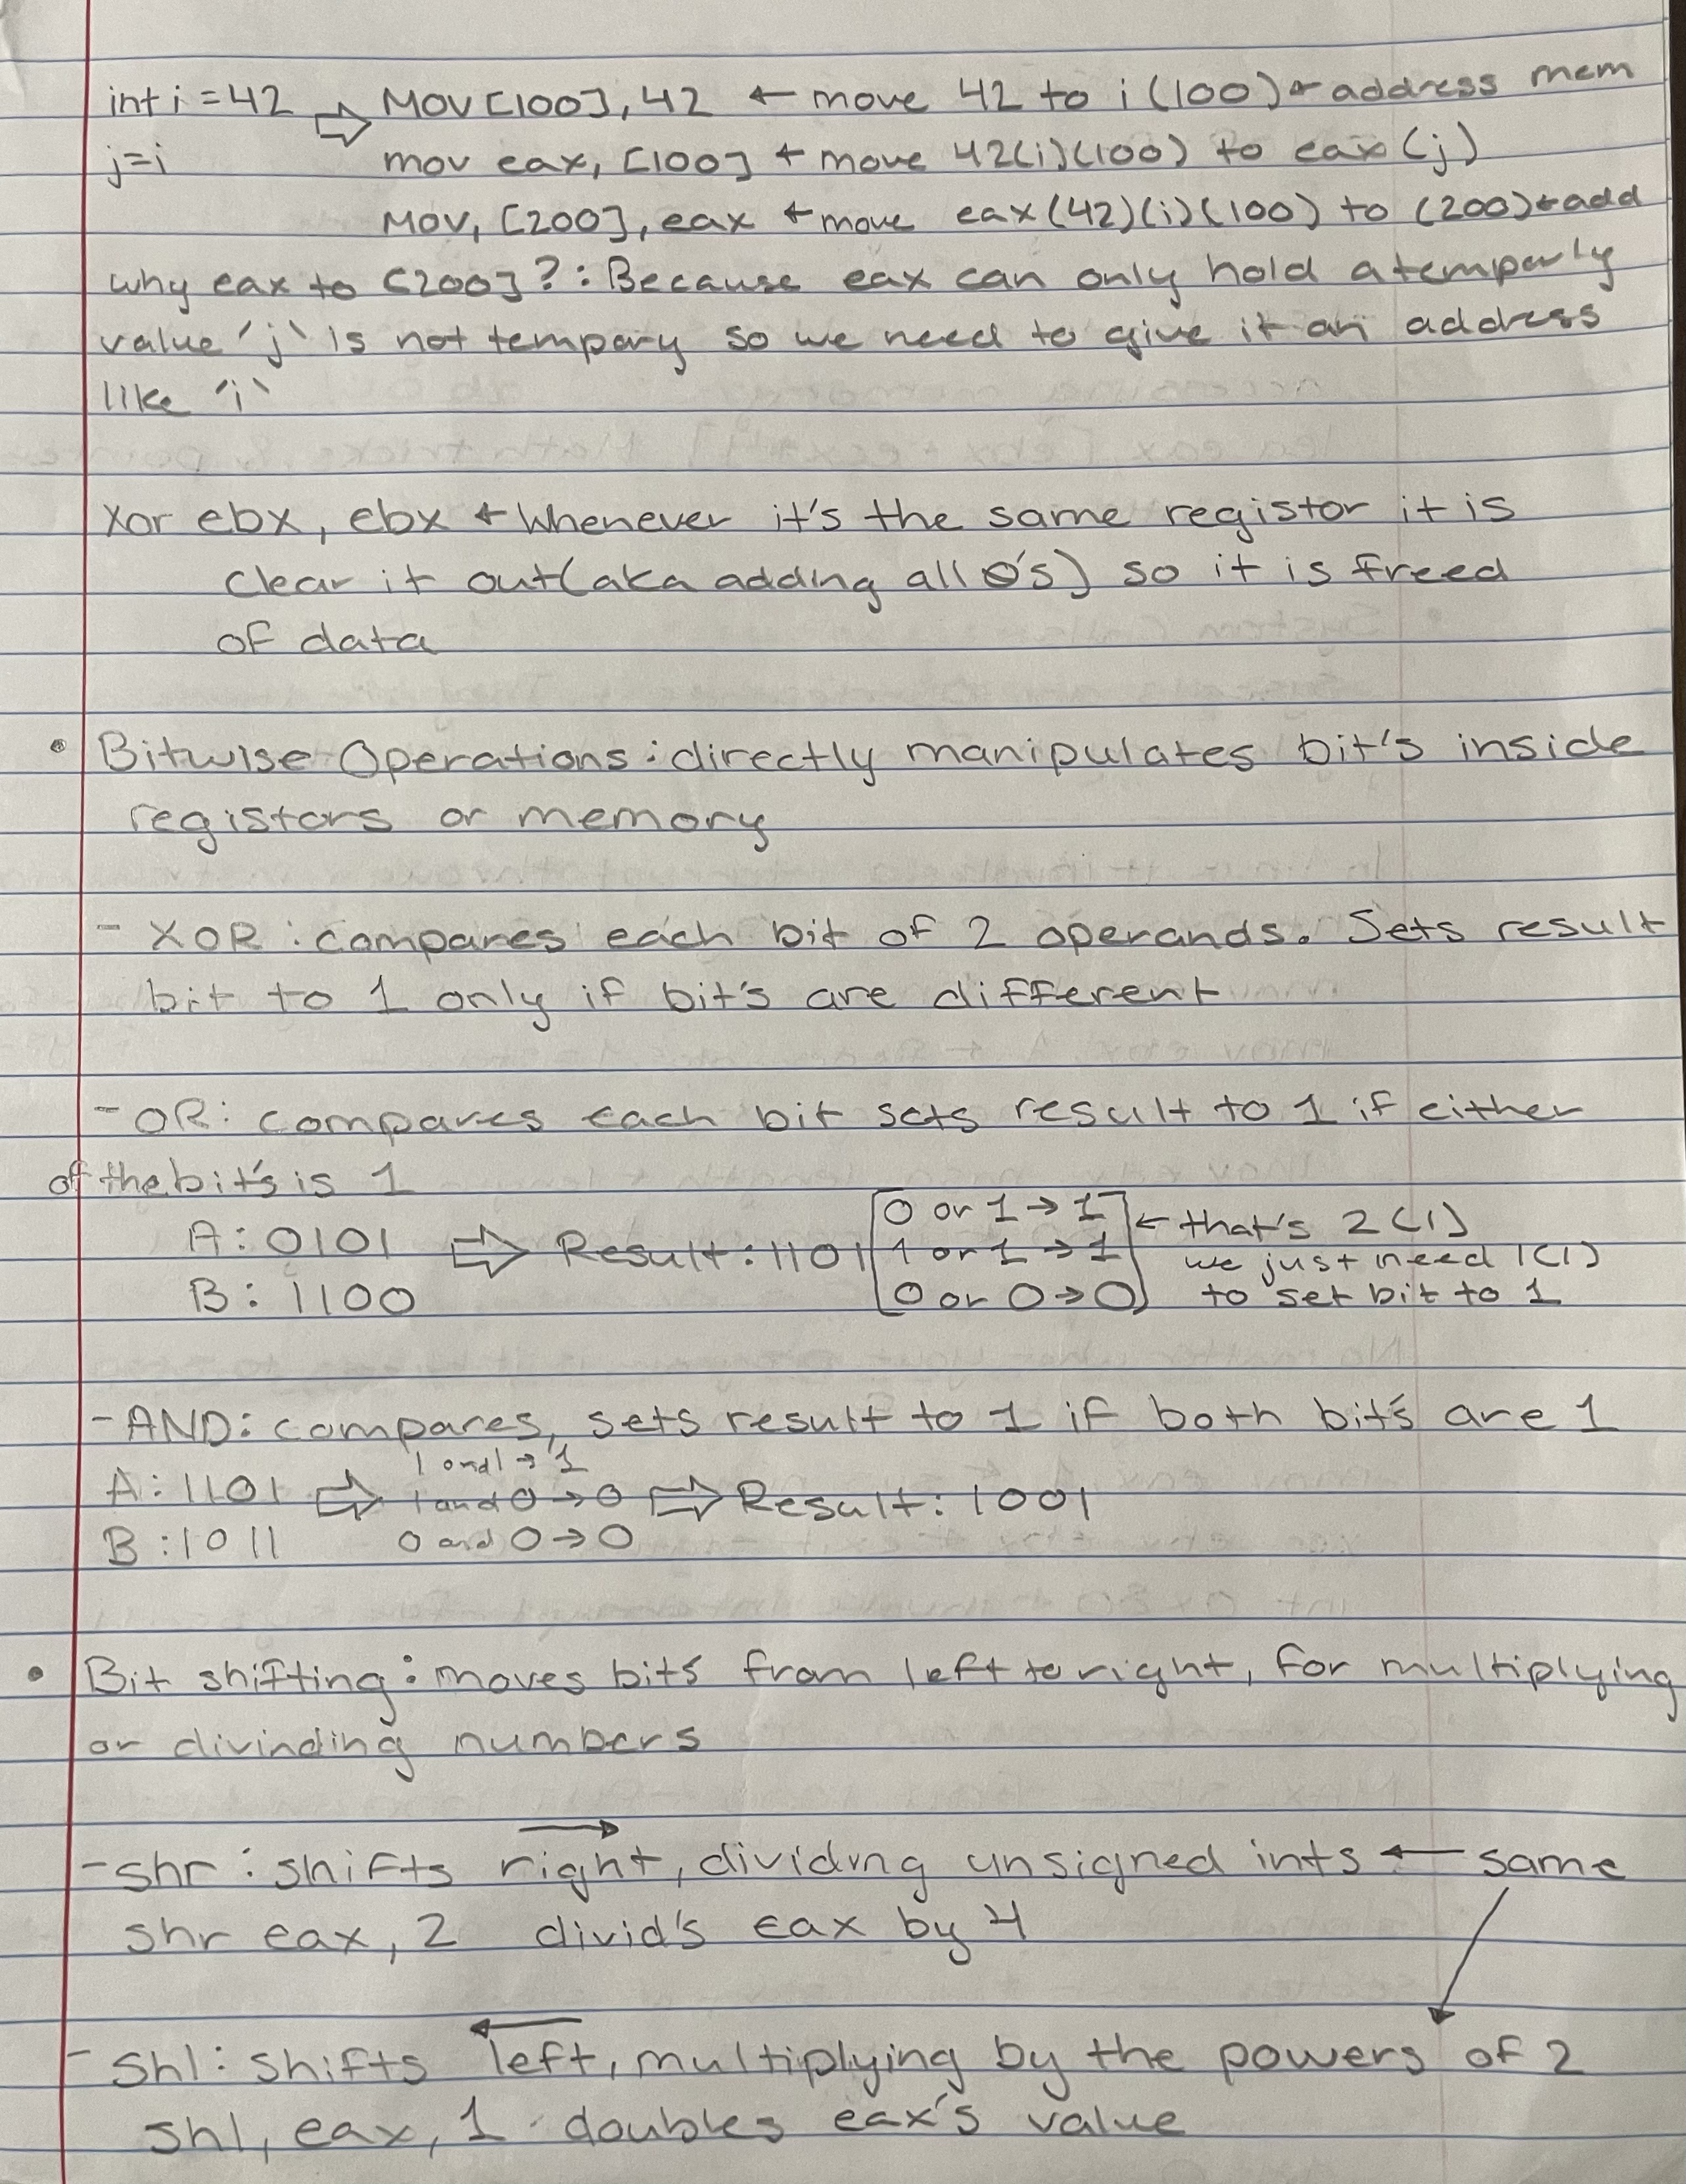 int i = 42 ⇨ MOV [100], 42 ← move 42 to i (100) ← address mem
j=i mov eax, [100] ← move 42(i)(100) to eax (j)
Mov, [200], eax ← move eax(42)(i)(100) to (200)←add
why eax to [200]?: Because eax can only hold a temparly
value 'j' is not tempary so we need to give it an address
like 'i'
Xor ebx, ebx ← Whenever it's the same registor it is
clear it out(aka adding all 0's) so it is freed
of data
• Bitwise Operations: directly manipulates bit's inside
registors or memory
- XOR: compares each bit of 2 operands. Sets result
bit to 1 only if bit's are different
- OR: compares each bit sets result to 1 if either
of the bit's is 1
A: 0101 ⇨ Result: 1101 [0 or 1 → 1] ← that's 2(1)
1 or 1 → 1 we just need 1(1)
B: 1100 0 or 0 → 0 to set bit to 1
- AND: compares, sets result to 1 if both bit's are 1
1 and 1 → 1
A: 1101 ⇨ 1 and 0 → 0 ⇨ Result: 1001
B: 1011 0 and 0 → 0
• Bit shifting: moves bits from left to right, for multiplying
or divinding numbers
- shr: shifts right, dividing unsigned ints ← same
shr eax, 2 divid's eax by 4
- Shl: shifts left, multiplying by the powers of 2
shl, eax, 1 doubles eax's value